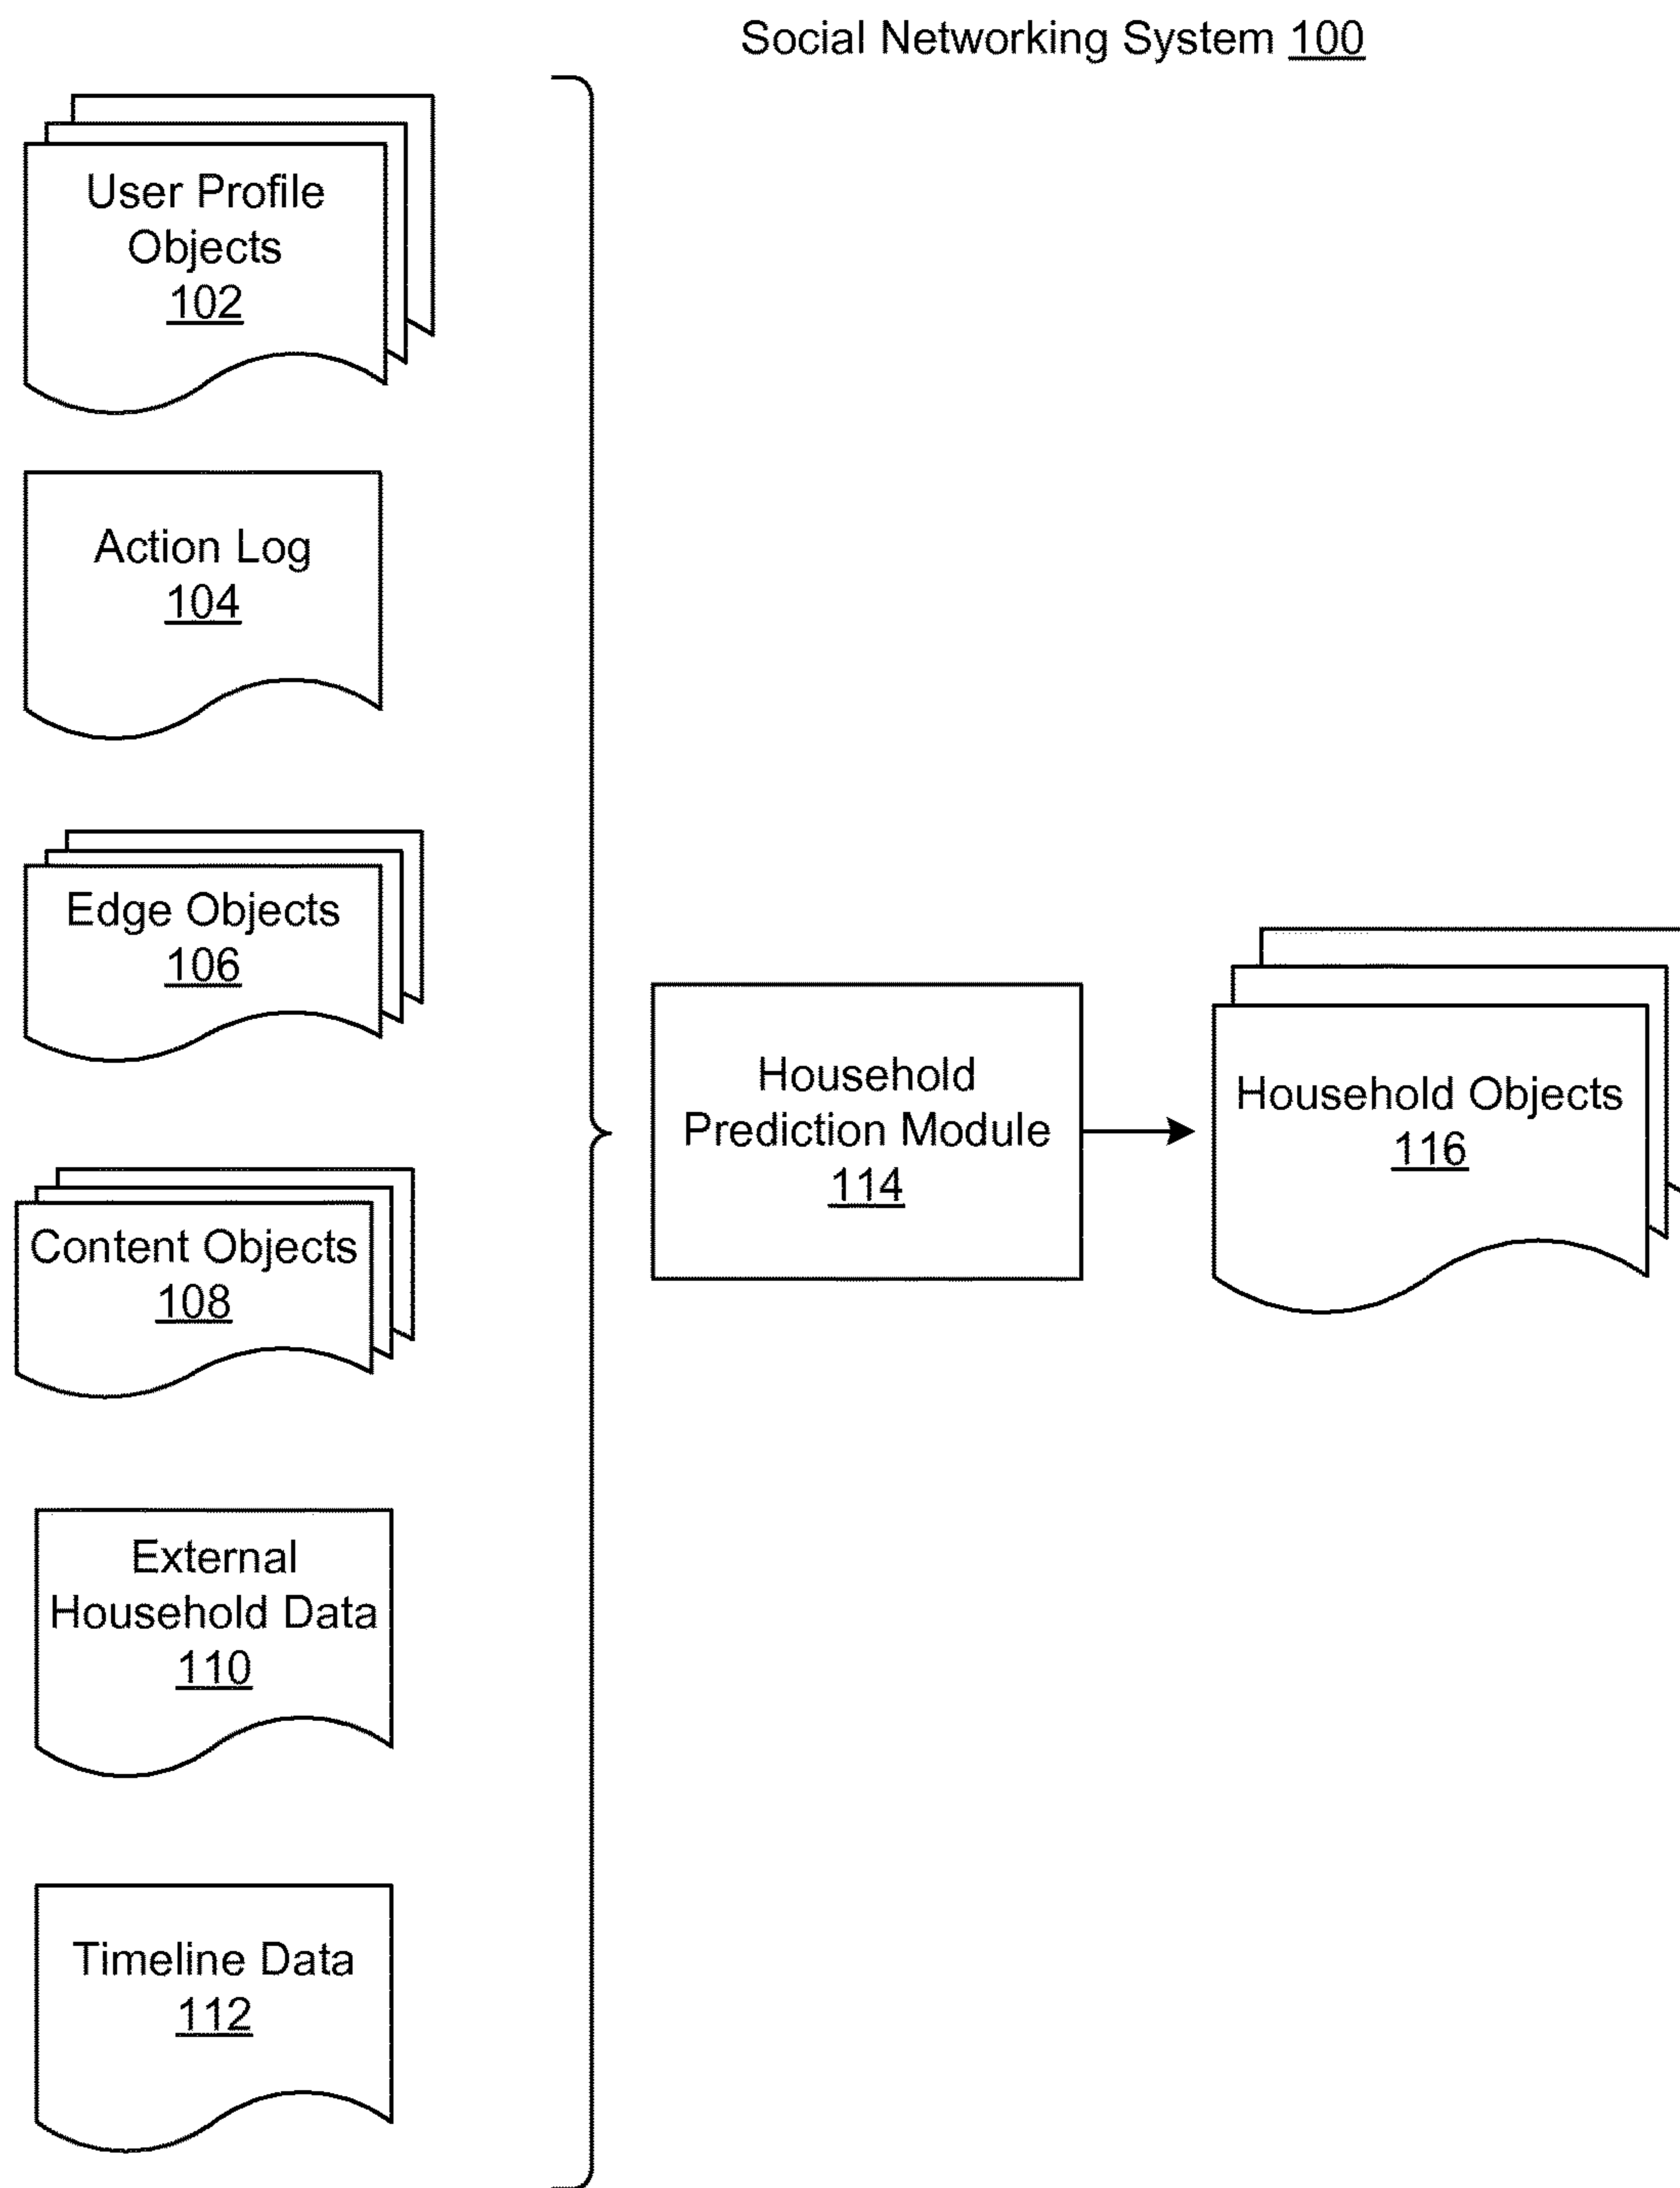 Social Networking System 100
User Profile
Objects
102
Action Log
104
Edge Objects
106
Content Objects
108
External
Household Data
110
Timeline Data
112
Household
Prediction Module
114
Household Objects
116